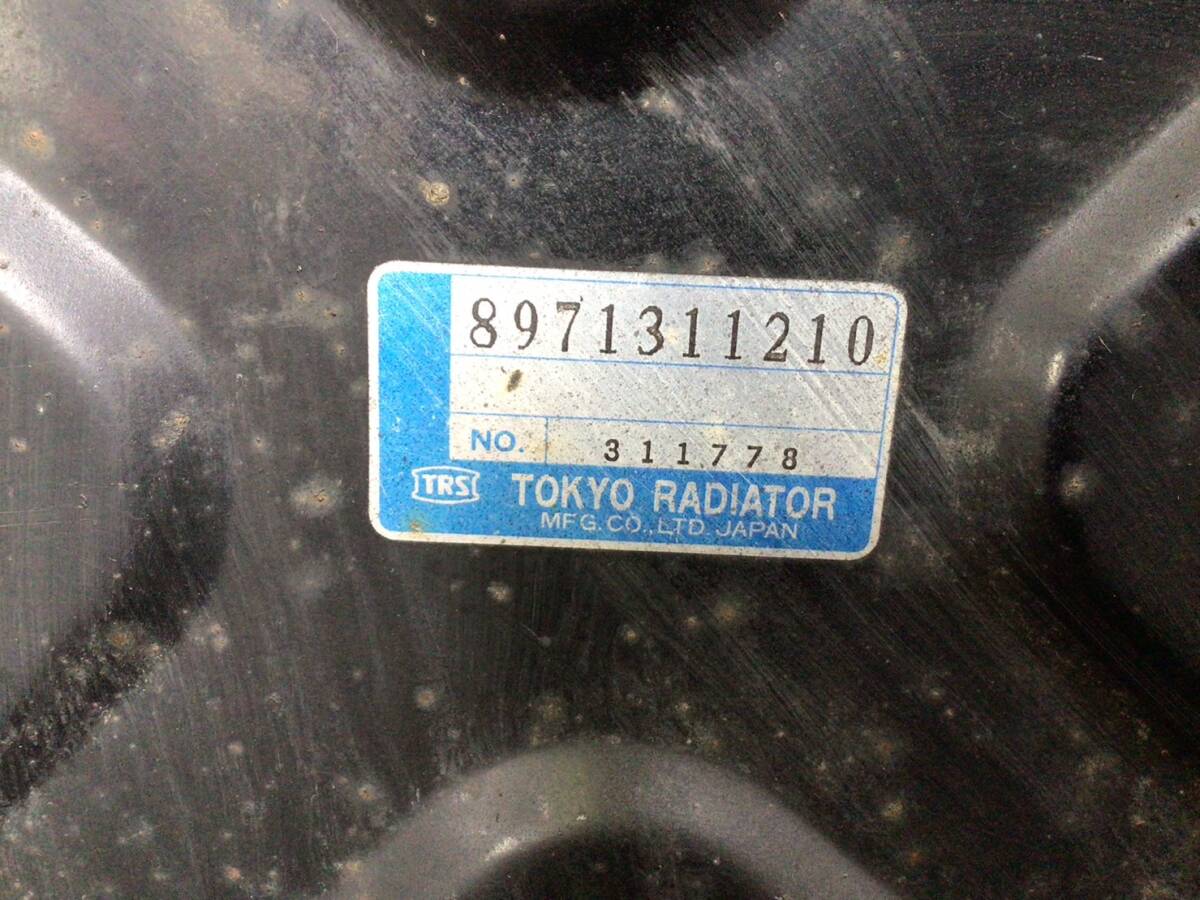 8971311210
NO. 311778
TRS TOKYO RADIATOR
MFG. CO., LTD. JAPAN